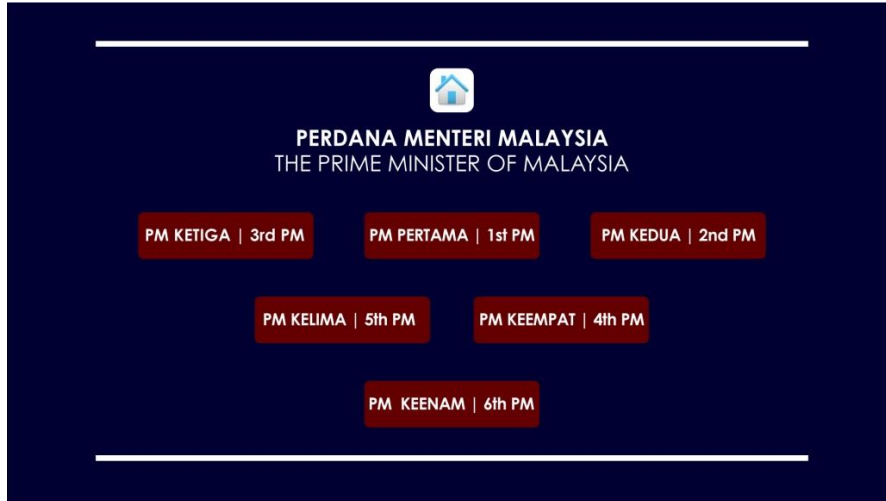 PERDANA MENTERI MALAYSIA
THE PRIME MINISTER OF MALAYSIA
PM KETIGA | 3rd PM
PM PERTAMA | 1st PM
PM KEDUA | 2nd PM
PM KELIMA | 5th PM
PM KEEMPAT | 4th PM
PM KEENAM | 6th PM